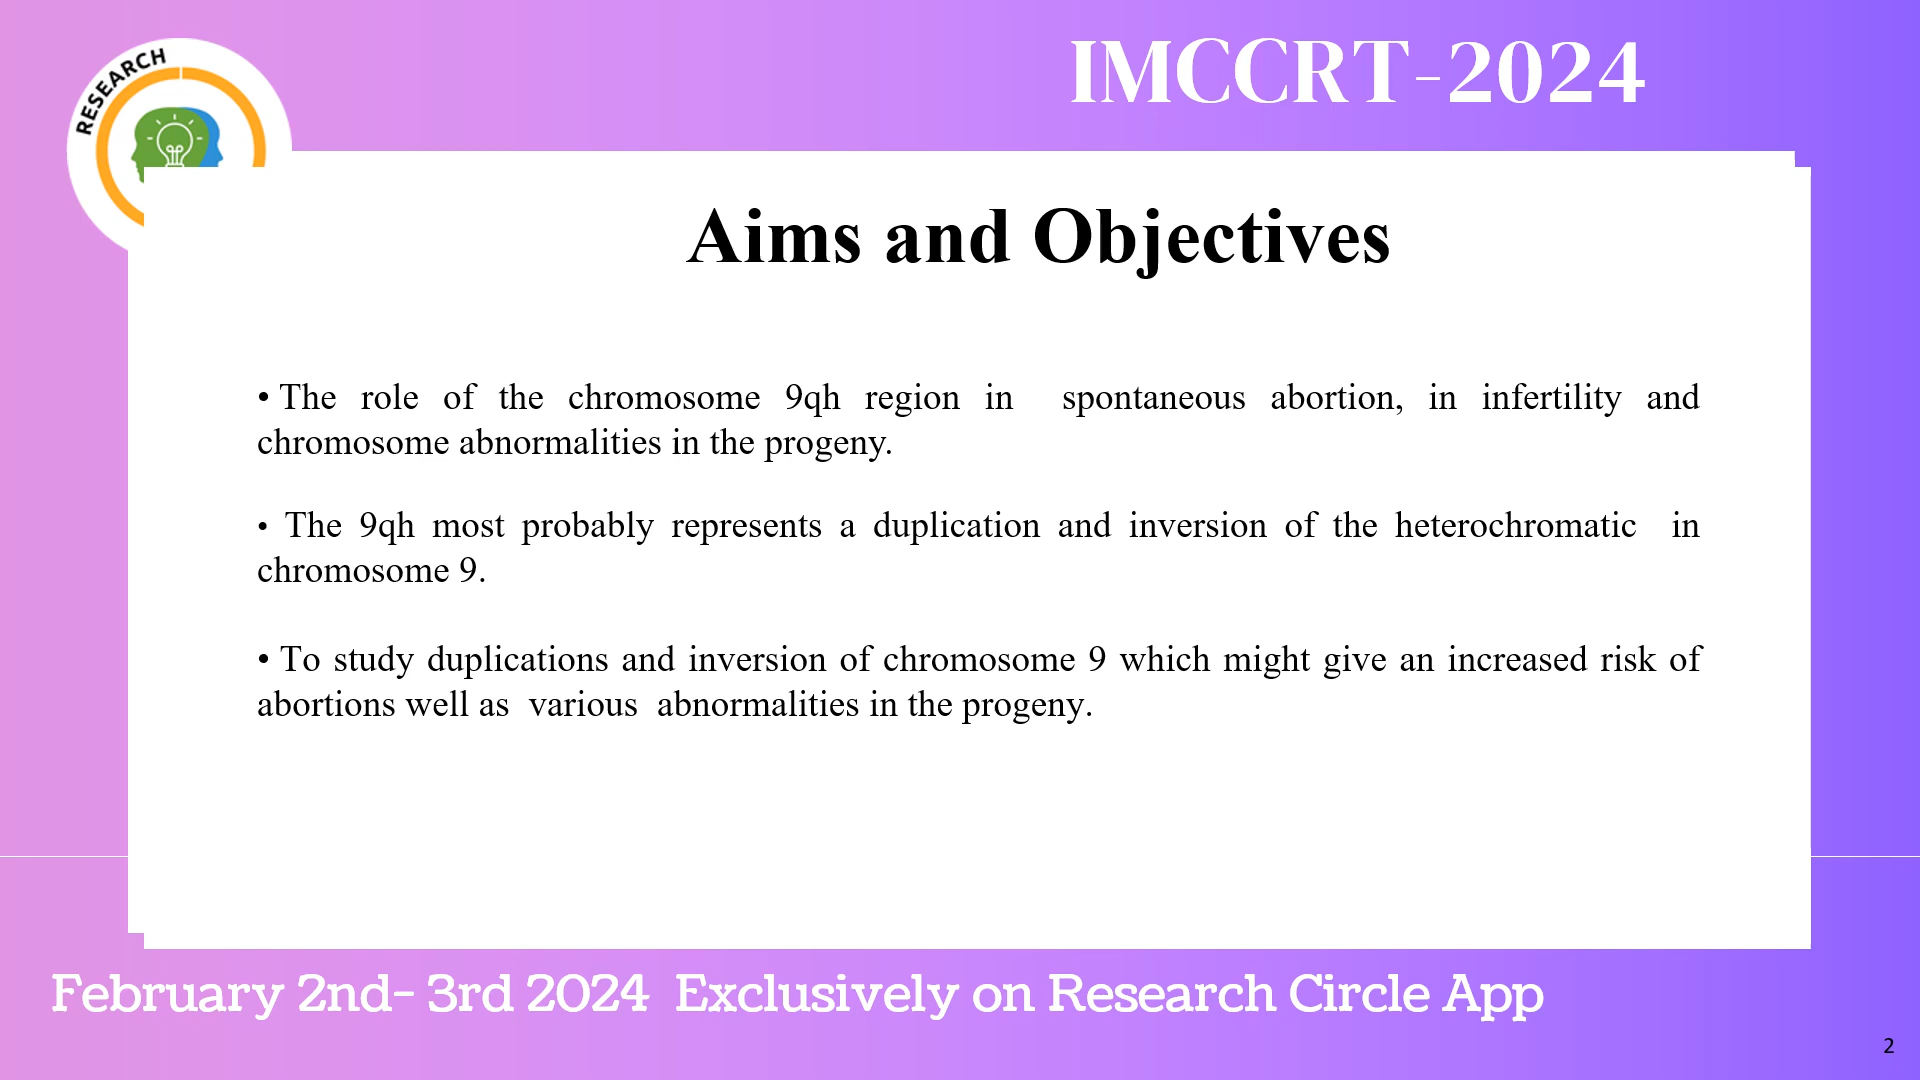 RESEARCH
IMCCRT-2024
Aims and Objectives
• The role of the chromosome 9qh region in spontaneous abortion, in infertility and
chromosome abnormalities in the progeny.
• The 9qh most probably represents a duplication and inversion of the heterochromatic in
chromosome 9.
• To study duplications and inversion of chromosome 9 which might give an increased risk of
abortions well as various abnormalities in the progeny.
February 2nd- 3rd 2024 Exclusively on Research Circle App
2